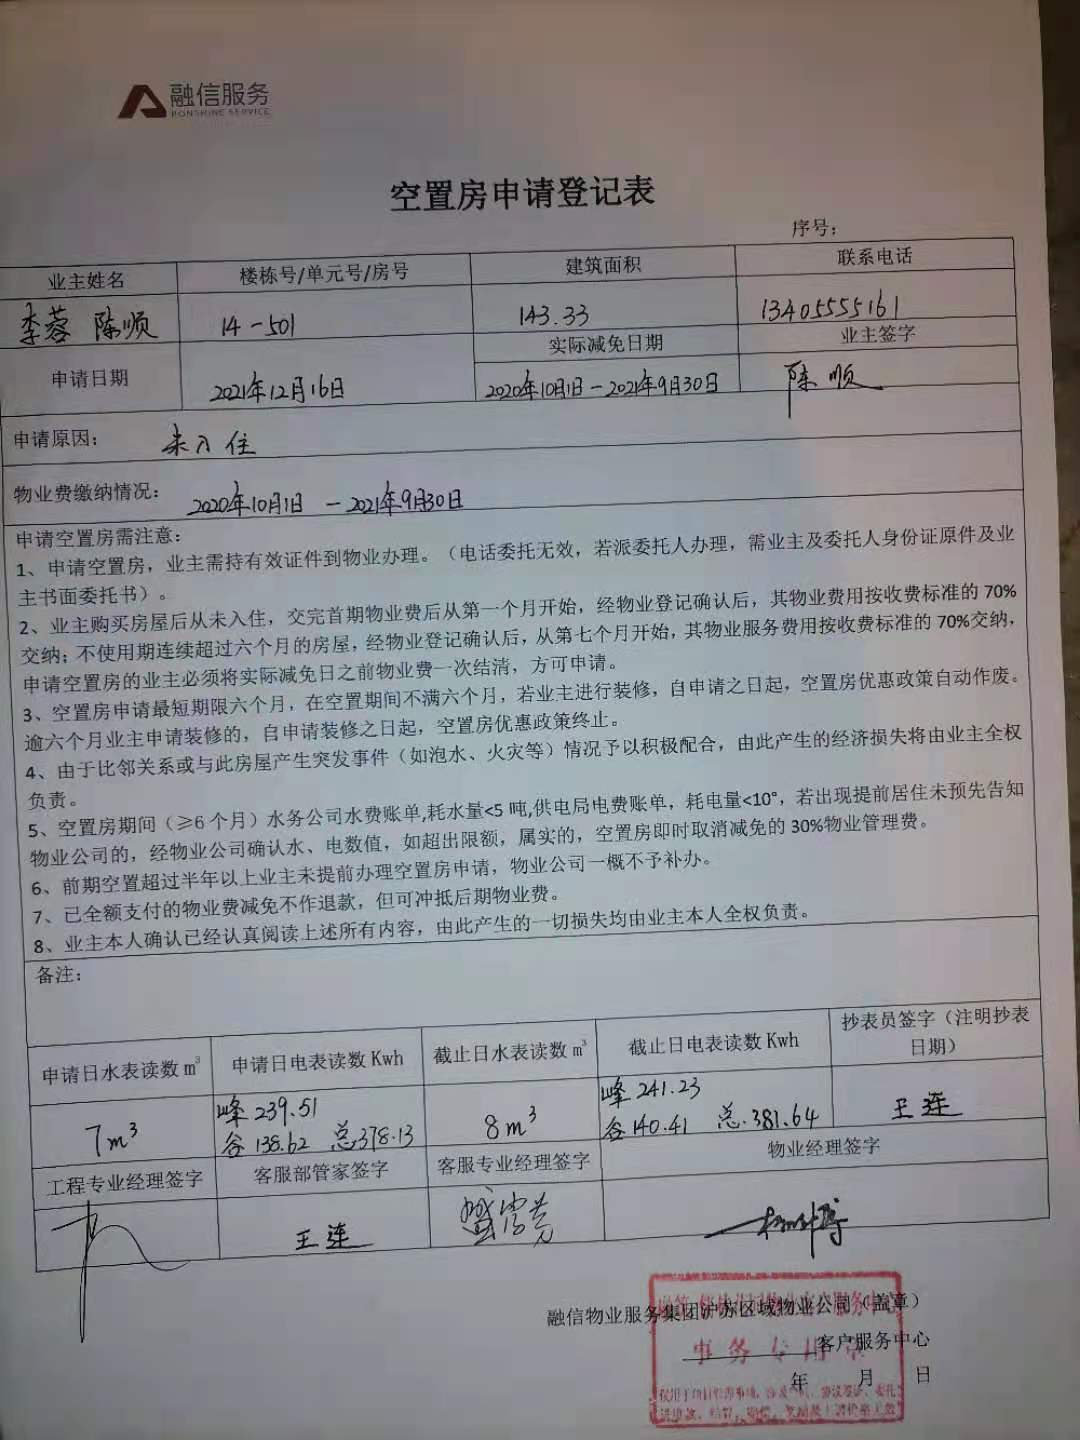 融信服务
RONSHINE SERVICE
空置房申请登记表
序号：
业主姓名 楼栋号/单元号/房号 建筑面积 联系电话
李蓉 陈顺 14-501 143.33 13405555161
申请日期 2021年12月16日 实际减免日期 业主签字
2020年10月1日-2021年9月30日 陈顺
申请原因： 未入住
物业费缴纳情况： 2020年10月1日 - 2021年9月30日
申请空置房需注意：
1、申请空置房，业主需持有效证件到物业办理。（电话委托无效，若派委托人办理，需业主及委托人身份证原件及业
主书面委托书）。
2、业主购买房屋后从未入住，交完首期物业费后从第一个月开始，经物业登记确认后，其物业费用按收费标准的 70%
交纳；不使用期连续超过六个月的房屋，经物业登记确认后，从第七个月开始，其物业服务费用按收费标准的 70%交纳，
申请空置房的业主必须将实际减免日之前物业费一次结清，方可申请。
3、空置房申请最短期限六个月，在空置期间不满六个月，若业主进行装修，自申请之日起，空置房优惠政策自动作废。
逾六个月业主申请装修的，自申请装修之日起，空置房优惠政策终止。
4、由于比邻关系或与此房屋产生突发事件（如泡水、火灾等）情况予以积极配合，由此产生的经济损失将由业主全权
负责。
5、空置房期间（≥6 个月）水务公司水费账单,耗水量<5 吨,供电局电费账单，耗电量<10°，若出现提前居住未预先告知
物业公司的，经物业公司确认水、电数值，如超出限额，属实的，空置房即时取消减免的 30%物业管理费。
6、前期空置超过半年以上业主未提前办理空置房申请，物业公司一概不予补办。
7、已全额支付的物业费减免不作退款，但可冲抵后期物业费。
8、业主本人确认已经认真阅读上述所有内容，由此产生的一切损失均由业主本人全权负责。
备注：
申请日水表读数 m³ 申请日电表读数 Kwh 截止日水表读数 m³ 截止日电表读数 Kwh 抄表员签字（注明抄表
日期）
7m³ 峰 239.51 8m³ 峰 241.23 王莲
谷 138.62 总378.13 谷140.41 总.381.64
工程专业经理签字 客服部管家签字 客服专业经理签字 物业经理签字
王莲
融信物业服务集团沪苏区域物业公司（盖章）
客户服务中心
事务专用章
年 月 日